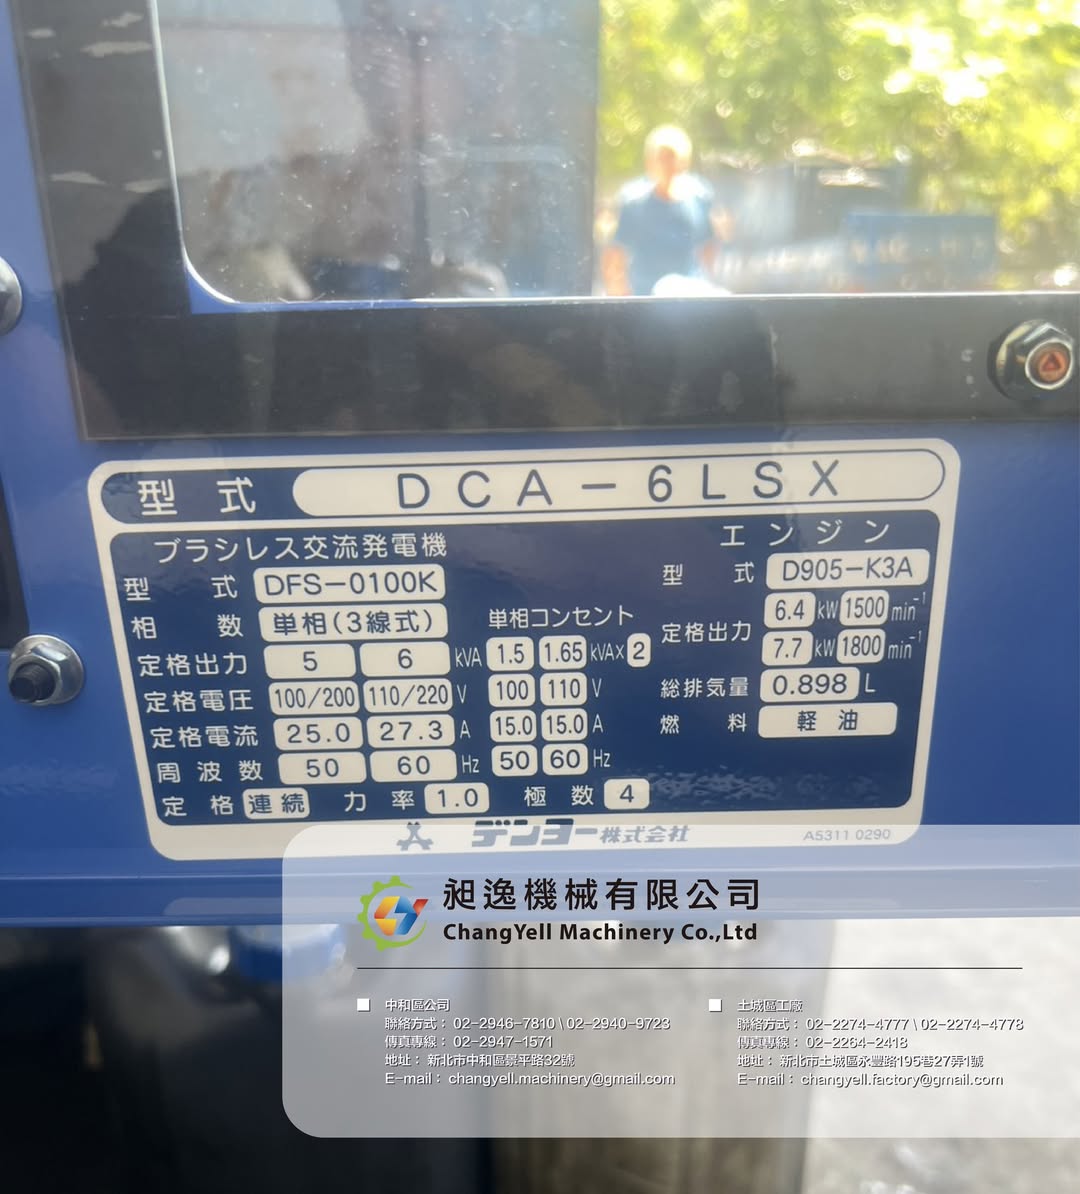 型 式 DCA-6LSX
ブラシレス交流発電機
型 式 DFS-0100K
相 数 単相(3線式)
定格出力 5 6 kVA
定格電圧 100/200 110/220 V
定格電流 25.0 27.3 A
周波数 50 60 Hz
定格 連続 力率 1.0 極数 4
単相コンセント
1.5 1.65 kVA×2
100 110 V
15.0 15.0 A
50 60 Hz
エンジン
型 式 D905-K3A
定格出力 6.4 kW 1500 min-1
7.7 kW 1800 min-1
総排気量 0.898 L
燃 料 軽油
デンヨー株式会社 A5311 0290
昶逸機械有限公司
ChangYell Machinery Co.,Ltd
中和區公司
聯絡方式： 02-2946-7810 \ 02-2940-9723
傳真專線： 02-2947-1571
地址： 新北市中和區景平路32號
E-mail： changyell.machinery@gmail.com
土城區工廠
聯絡方式： 02-2274-4777 \ 02-2274-4778
傳真專線： 02-2264-2418
地址： 新北市土城區永豐路195巷27弄1號
E-mail： changyell.factory@gmail.com